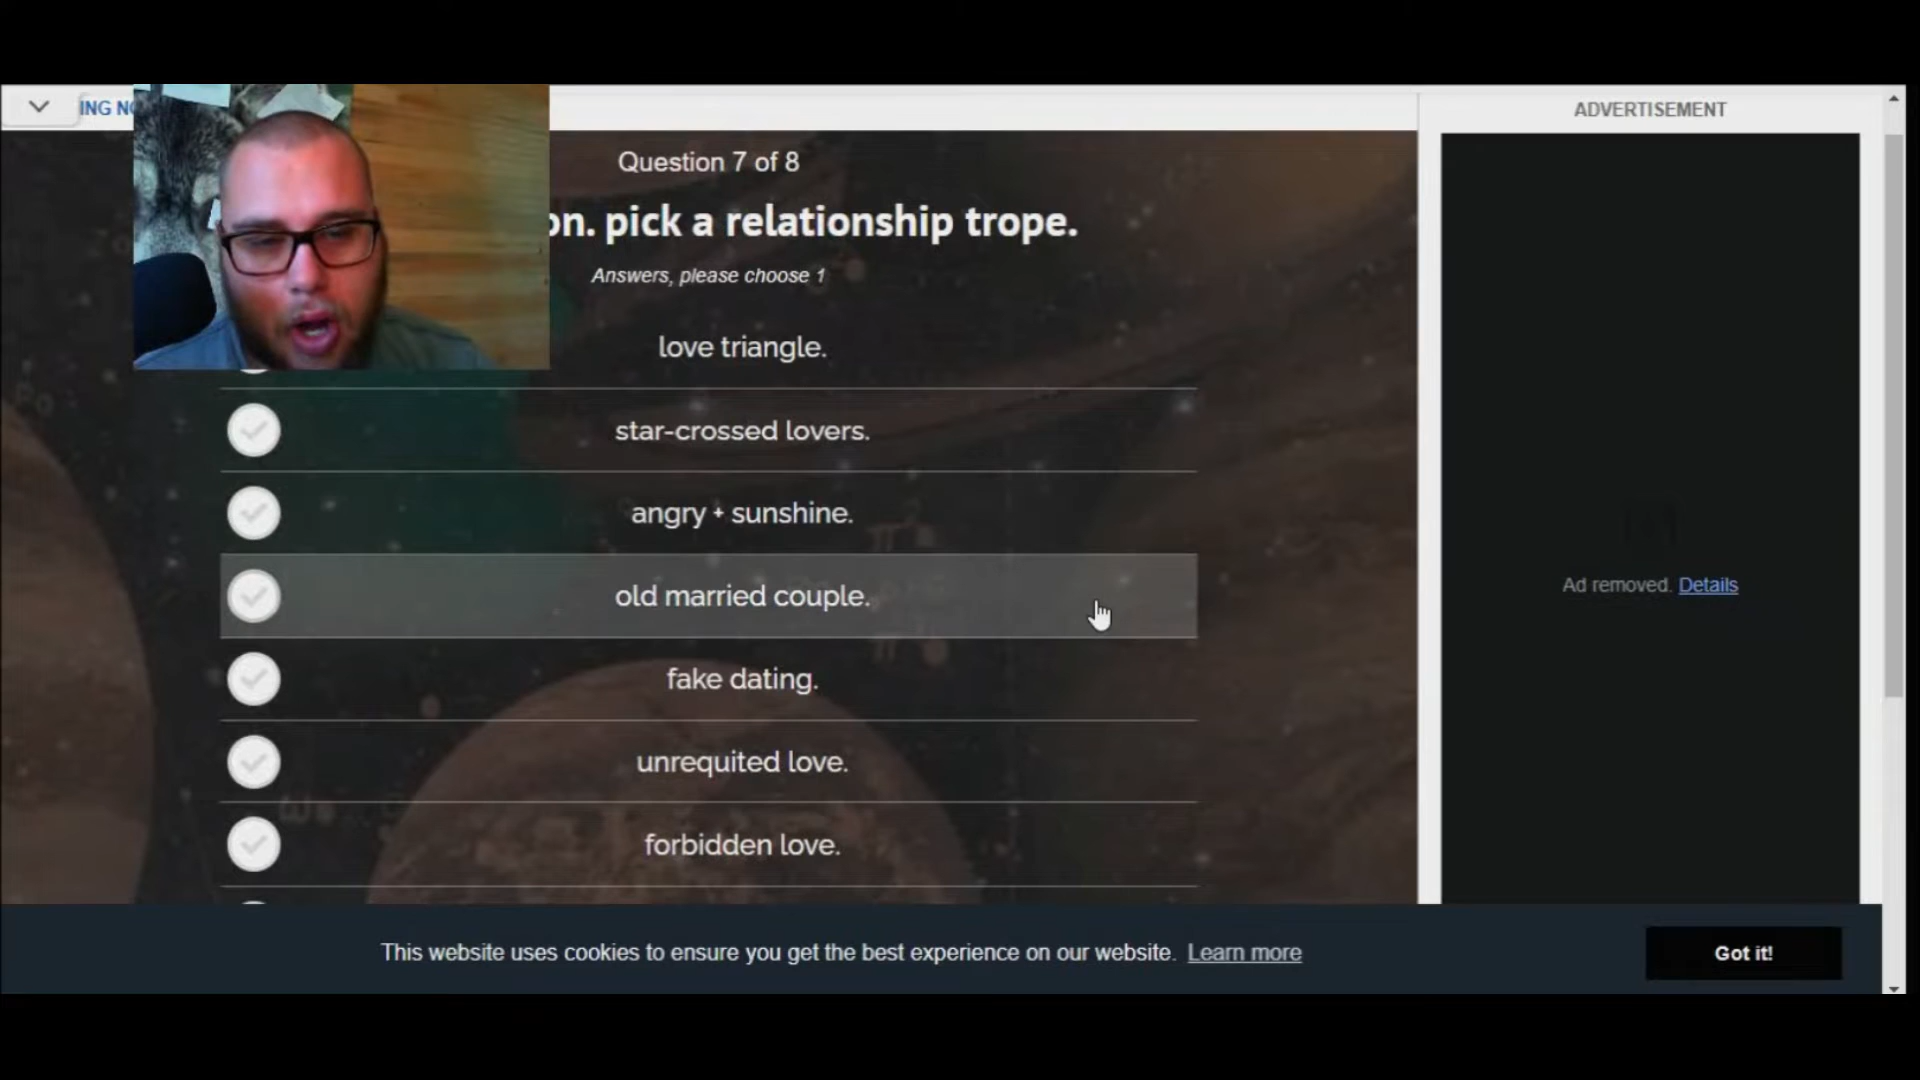 ING NO
ADVERTISEMENT
Question 7 of 8
on. pick a relationship trope.
Answers, please choose 1
love triangle.
star-crossed lovers.
angry + sunshine.
old married couple.
Ad removed. Details
fake dating.
unrequited love.
forbidden love.
This website uses cookies to ensure you get the best experience on our website. Learn more
Got it!